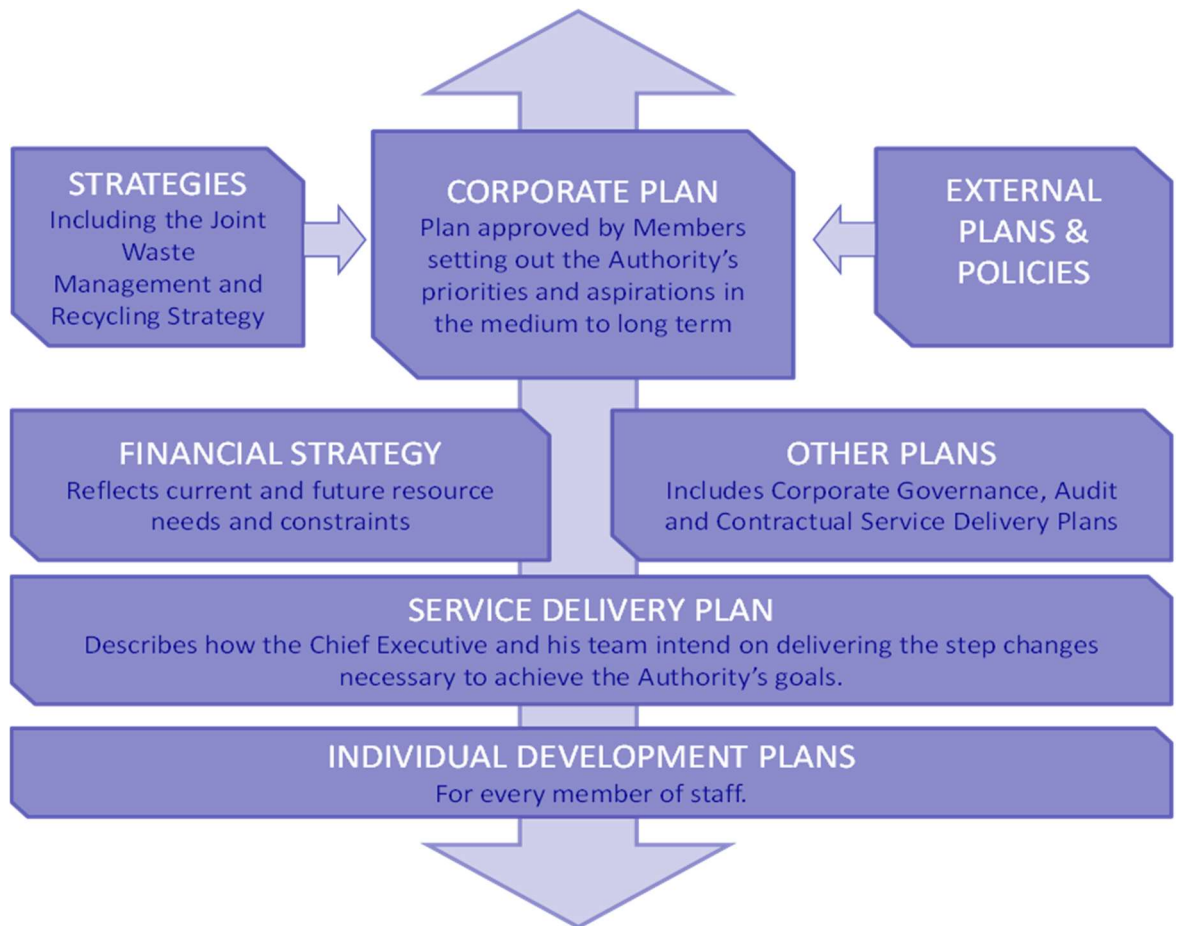 STRATEGIES
Including the Joint
Waste
Management and
Recycling Strategy
CORPORATE PLAN
Plan approved by Members
setting out the Authority's
priorities and aspirations in
the medium to long term
EXTERNAL
PLANS &
POLICIES
FINANCIAL STRATEGY
Reflects current and future resource
needs and constraints
OTHER PLANS
Includes Corporate Governance, Audit
and Contractual Service Delivery Plans
SERVICE DELIVERY PLAN
Describes how the Chief Executive and his team intend on delivering the step changes
necessary to achieve the Authority's goals.
INDIVIDUAL DEVELOPMENT PLANS
For every member of staff.